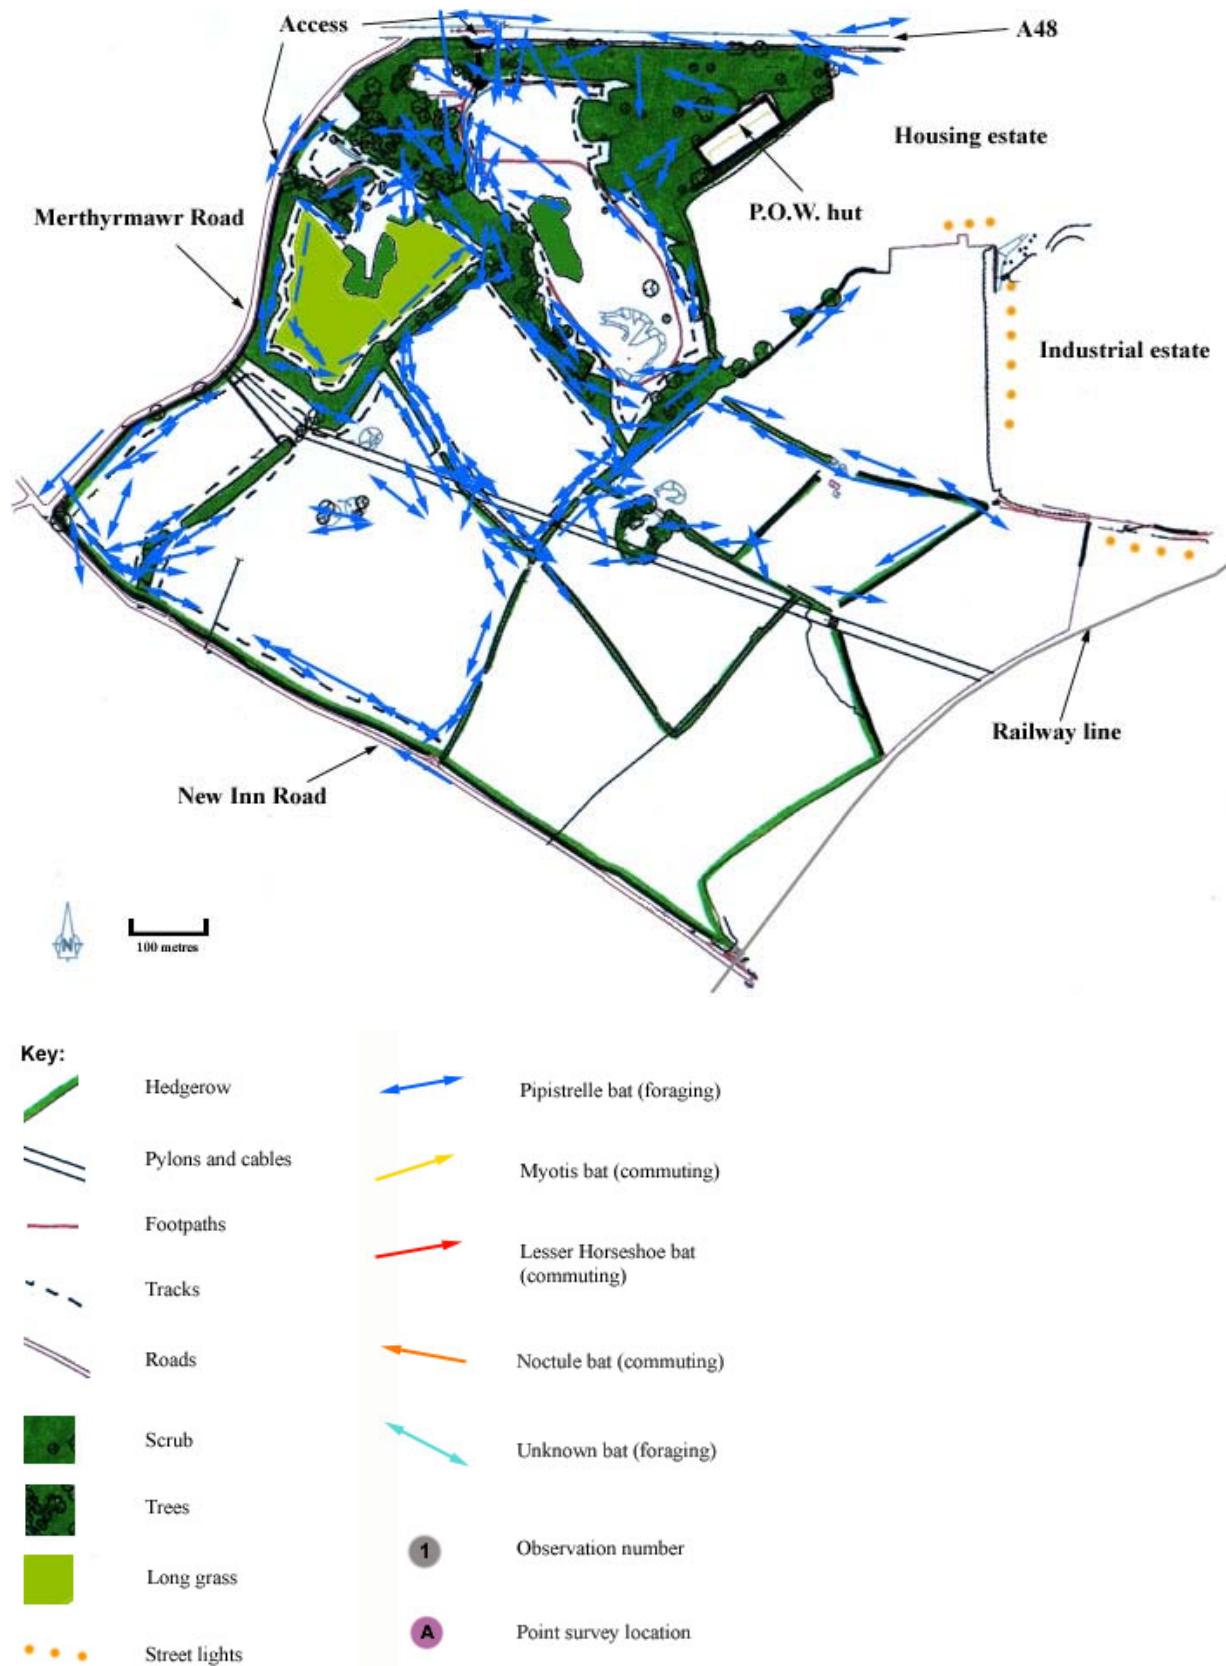 Access
A48
Housing estate
P.O.W. hut
Merthyrmawr Road
Industrial estate
Railway line
New Inn Road
N
100 metres
Key:
Hedgerow
Pipistrelle bat (foraging)
Pylons and cables
Myotis bat (commuting)
Footpaths
Lesser Horseshoe bat
(commuting)
Tracks
Roads
Noctule bat (commuting)
Scrub
Unknown bat (foraging)
Trees
1
Observation number
Long grass
A
Point survey location
Street lights